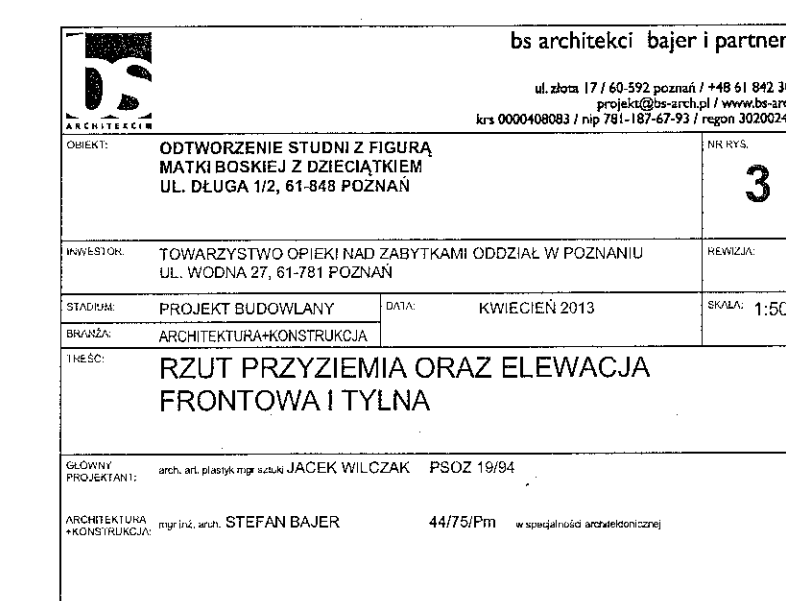 bs architekci bajer i partner
ul. złota 17 / 60-592 poznań / +48 61 842 3
projekt@bs-arch.pl / www.bs-ar
krs 0000408083 / nip 781-187-67-93 / regon 302002
bs
ARCHITEKCI
OBIEKT:
ODTWORZENIE STUDNI Z FIGURĄ
MATKI BOSKIEJ Z DZIECIĄTKIEM
UL. DŁUGA 1/2, 61-848 POZNAŃ
NR RYS.
3
INWESTOR:
TOWARZYSTWO OPIEKI NAD ZABYTKAMI ODDZIAŁ W POZNANIU
UL. WODNA 27, 61-781 POZNAŃ
REWIZJA:
STADIUM: PROJEKT BUDOWLANY DATA: KWIECIEŃ 2013 SKALA: 1:50
BRANŻA: ARCHITEKTURA+KONSTRUKCJA
TREŚĆ:
RZUT PRZYZIEMIA ORAZ ELEWACJA
FRONTOWA I TYLNA
GŁÓWNY
PROJEKTANT:
arch. art. plastyk mgr sztuki JACEK WILCZAK PSOZ 19/94
ARCHITEKTURA
+KONSTRUKCJA:
mgr inż. arch. STEFAN BAJER 44/75/Pm w specjalności architektonicznej